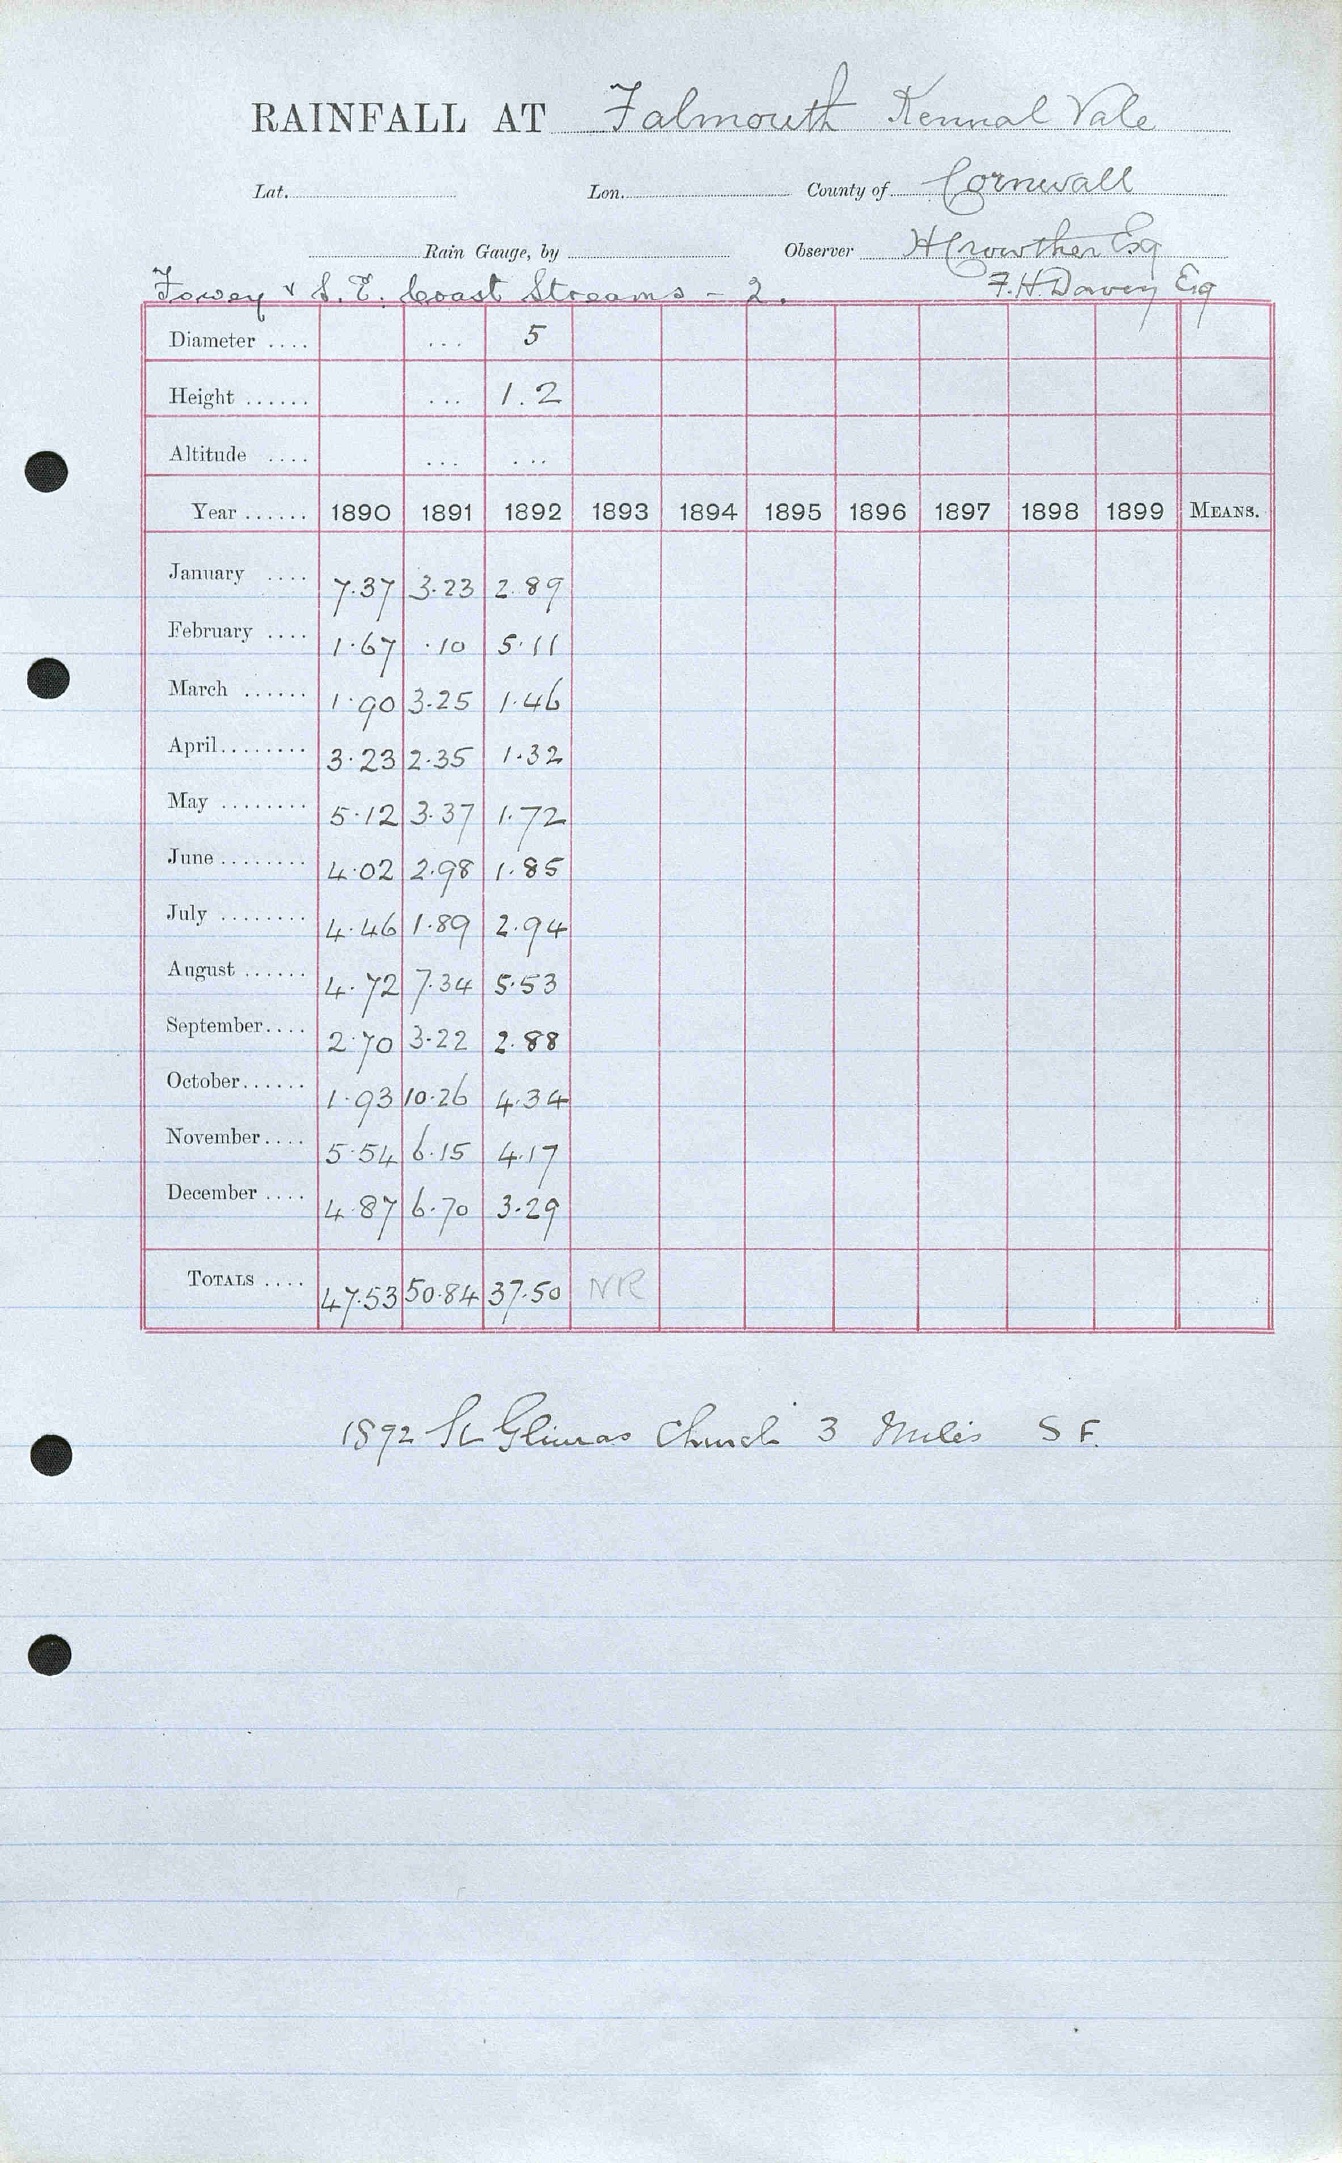 RAINFALL AT Falmouth Kennal Vale
Lat. Lon. County of Cornwall
Rain Gauge, by Observer H Crowther Esq
Fowey & S. E. Coast Streams - 2. F.H. Davey Esq
Diameter .... ... 5
Height ...... ... 1.2
Altitude .... ... ...
Year ...... 1890 1891 1892 1893 1894 1895 1896 1897 1898 1899 MEANS.
January .... 7.37 3.23 2.89
February .... 1.67 .10 5.11
March ...... 1.90 3.25 1.46
April........ 3.23 2.35 1.32
May ........ 5.12 3.37 1.72
June ........ 4.02 2.98 1.85
July ........ 4.46 1.89 2.94
August ...... 4.72 7.34 5.53
September.... 2.70 3.22 2.88
October...... 1.93 10.26 4.34
November.... 5.54 6.15 4.17
December .... 4.87 6.70 3.29
TOTALS .... 47.53 50.84 37.50 NR
1892 St Church 3 Miles S E.